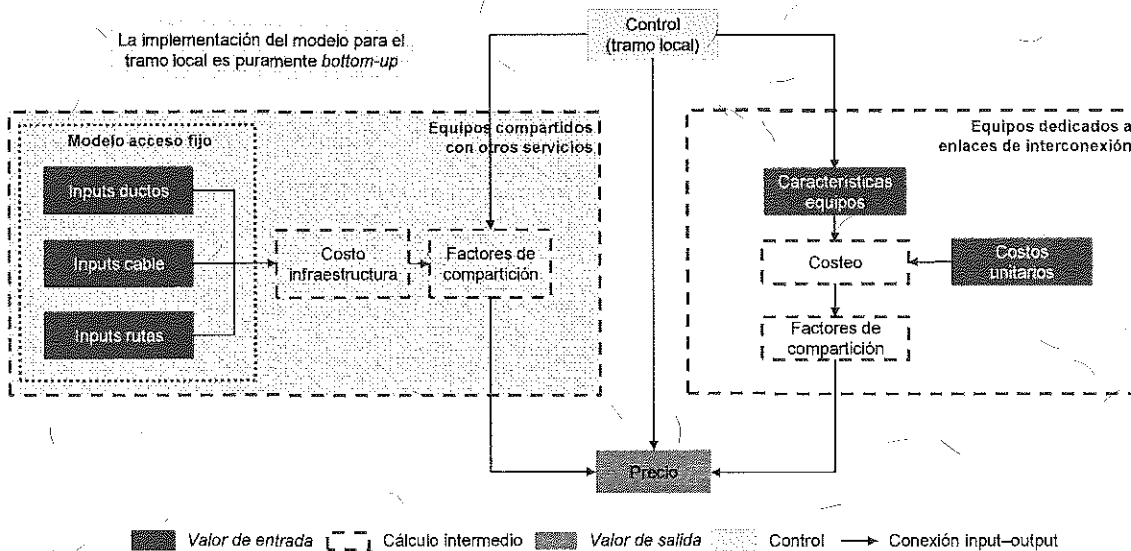 Control
(tramo local)
La implementación del modelo para el
tramo local es puramente bottom-up
Equipos compartidos
con otros servicios
Modelo acceso fijo
Inputs ductos
Inputs cable
Inputs rutas
Costo
infraestructura
Factores de
compartición
Equipos dedicados a
enlaces de interconexión
Características
equipos
Costeo
Costos
unitarios
Factores de
compartición
Precio
Valor de entrada
Cálculo intermedio
Valor de salida
Control
Conexión input–output